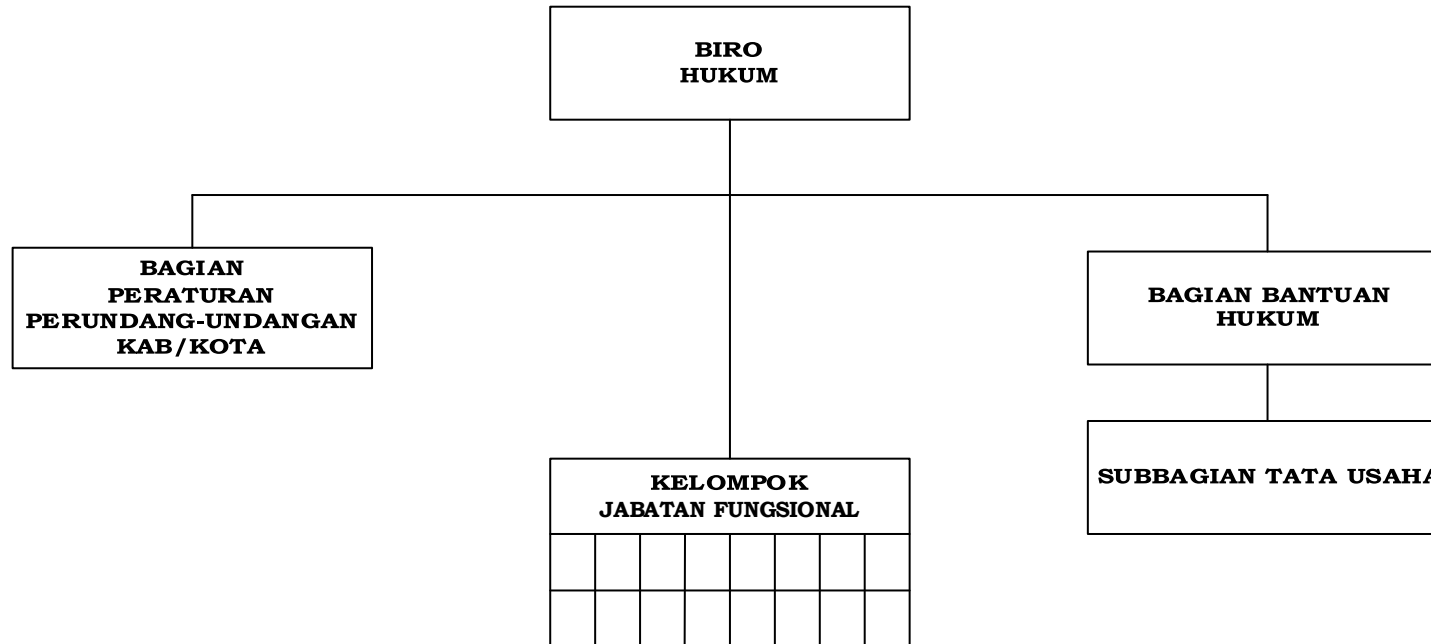 BIRO
HUKUM
BAGIAN
PERATURAN
PERUNDANG-UNDANGAN
KAB/KOTA
BAGIAN BANTUAN
HUKUM
SUBBAGIAN TATA USAHA
KELOMPOK
JABATAN FUNGSIONAL